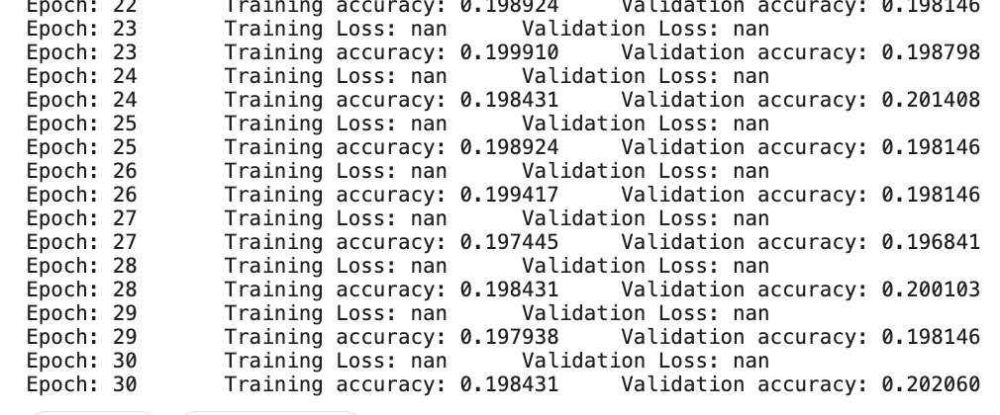 Epoch: 22 Training accuracy: 0.198924 Validation accuracy: 0.198146
Epoch: 23 Training Loss: nan Validation Loss: nan
Epoch: 23 Training accuracy: 0.199910 Validation accuracy: 0.198798
Epoch: 24 Training Loss: nan Validation Loss: nan
Epoch: 24 Training accuracy: 0.198431 Validation accuracy: 0.201408
Epoch: 25 Training Loss: nan Validation Loss: nan
Epoch: 25 Training accuracy: 0.198924 Validation accuracy: 0.198146
Epoch: 26 Training Loss: nan Validation Loss: nan
Epoch: 26 Training accuracy: 0.199417 Validation accuracy: 0.198146
Epoch: 27 Training Loss: nan Validation Loss: nan
Epoch: 27 Training accuracy: 0.197445 Validation accuracy: 0.196841
Epoch: 28 Training Loss: nan Validation Loss: nan
Epoch: 28 Training accuracy: 0.198431 Validation accuracy: 0.200103
Epoch: 29 Training Loss: nan Validation Loss: nan
Epoch: 29 Training accuracy: 0.197938 Validation accuracy: 0.198146
Epoch: 30 Training Loss: nan Validation Loss: nan
Epoch: 30 Training accuracy: 0.198431 Validation accuracy: 0.202060